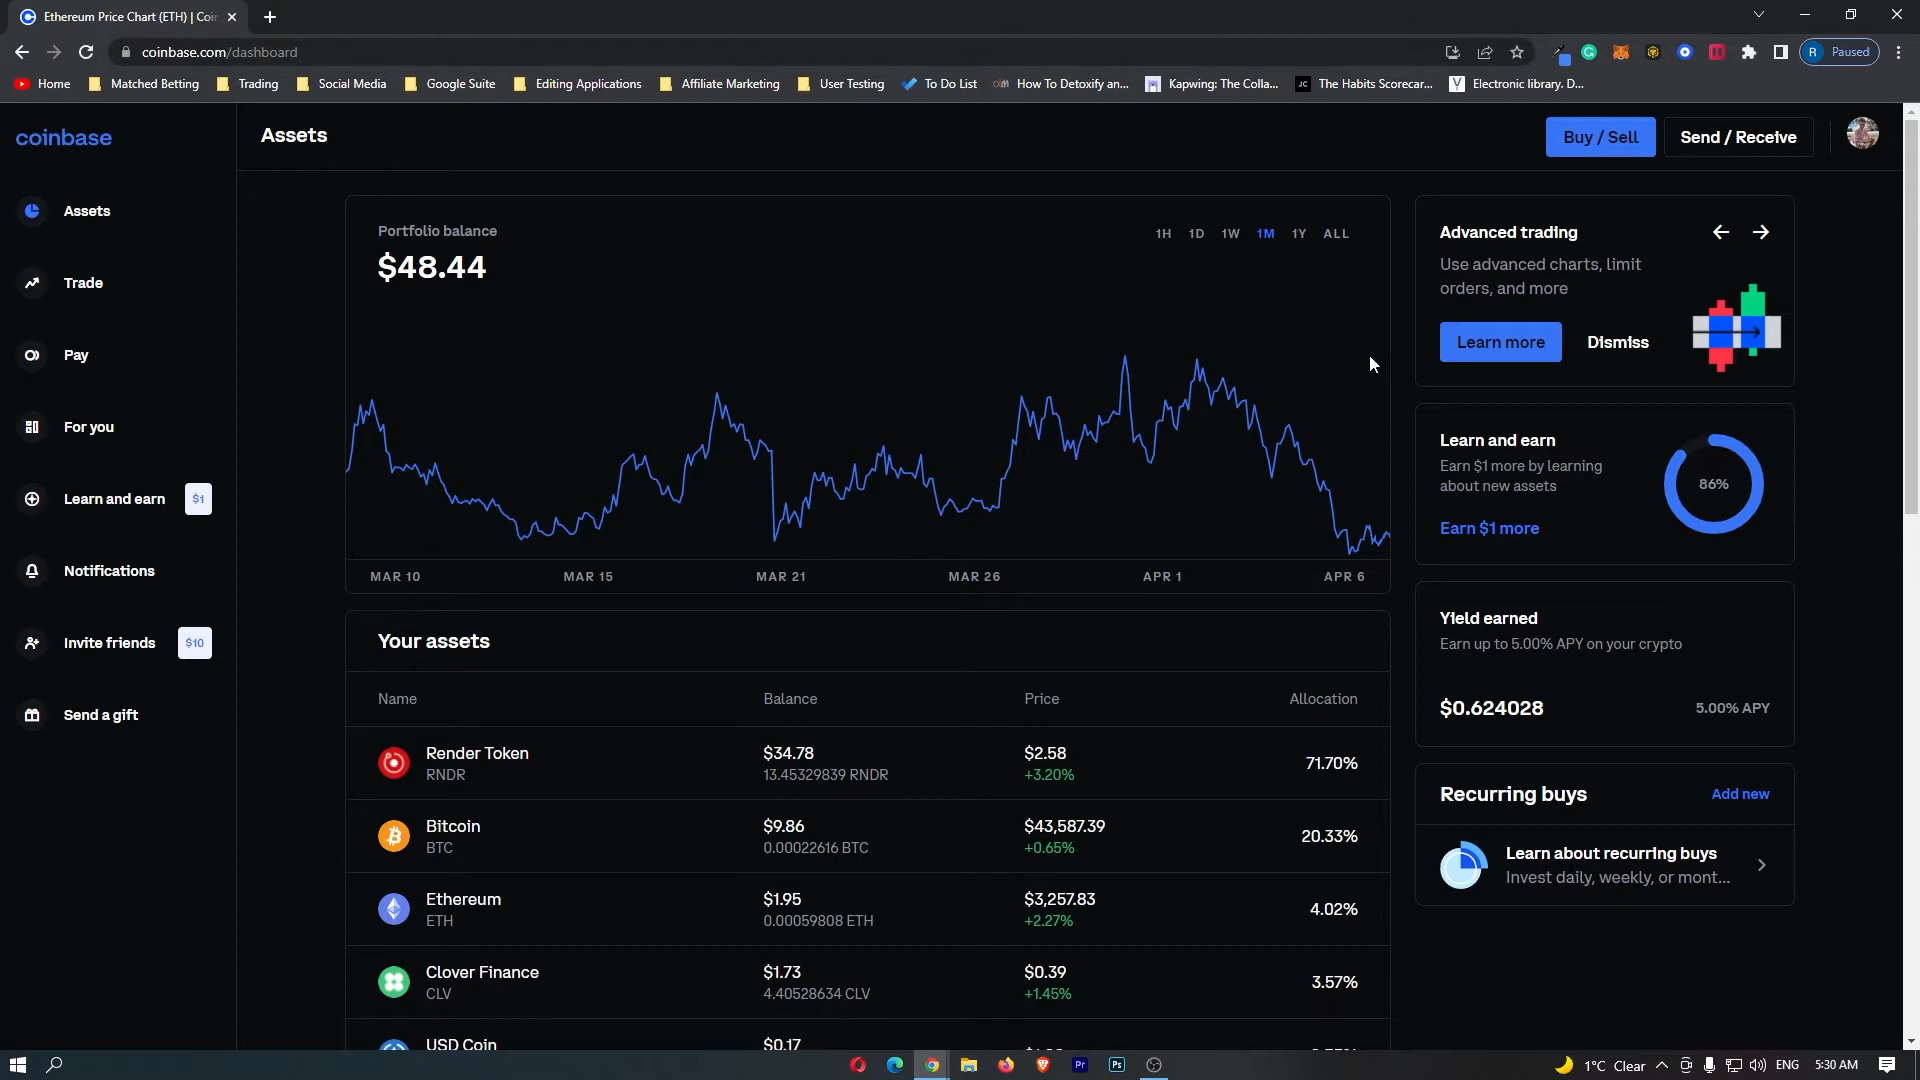 Ethereum Price Chart (ETH) | Coin
coinbase.com/dashboard
R Paused
Home Matched Betting Trading Social Media Google Suite Editing Applications Affiliate Marketing User Testing To Do List How To Detoxify an... Kapwing: The Colla... JC The Habits Scorecar... Electronic library. D...
coinbase
Assets
Buy / Sell
Send / Receive
Assets
Trade
Pay
For you
Learn and earn $1
Notifications
Invite friends $10
Send a gift
Portfolio balance
$48.44
1H 1D 1W 1M 1Y ALL
MAR 10 MAR 15 MAR 21 MAR 26 APR 1 APR 6
Your assets
Name Balance Price Allocation
Render Token $34.78 $2.58 71.70%
RNDR 13.45329839 RNDR +3.20%
Bitcoin $9.86 $43,587.39 20.33%
BTC 0.00022616 BTC +0.65%
Ethereum $1.95 $3,257.83 4.02%
ETH 0.00059808 ETH +2.27%
Clover Finance $1.73 $0.39 3.57%
CLV 4.40528634 CLV +1.45%
USD Coin $0.17
Advanced trading
Use advanced charts, limit
orders, and more
Learn more Dismiss
Learn and earn
Earn $1 more by learning
about new assets
Earn $1 more
86%
Yield earned
Earn up to 5.00% APY on your crypto
$0.624028 5.00% APY
Recurring buys Add new
Learn about recurring buys
Invest daily, weekly, or mont...
Pr Ps
1°C Clear ENG 5:30 AM